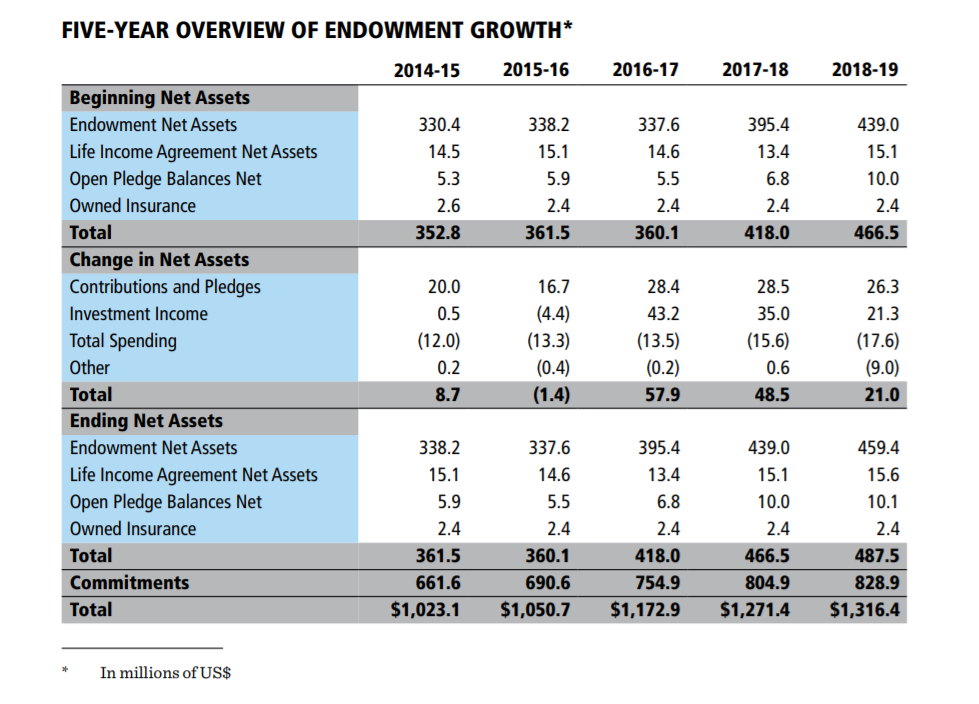 FIVE-YEAR OVERVIEW OF ENDOWMENT GROWTH*
2014-15 2015-16 2016-17 2017-18 2018-19
Beginning Net Assets
Endowment Net Assets 330.4 338.2 337.6 395.4 439.0
Life Income Agreement Net Assets 14.5 15.1 14.6 13.4 15.1
Open Pledge Balances Net 5.3 5.9 5.5 6.8 10.0
Owned Insurance 2.6 2.4 2.4 2.4 2.4
Total 352.8 361.5 360.1 418.0 466.5
Change in Net Assets
Contributions and Pledges 20.0 16.7 28.4 28.5 26.3
Investment Income 0.5 (4.4) 43.2 35.0 21.3
Total Spending (12.0) (13.3) (13.5) (15.6) (17.6)
Other 0.2 (0.4) (0.2) 0.6 (9.0)
Total 8.7 (1.4) 57.9 48.5 21.0
Ending Net Assets
Endowment Net Assets 338.2 337.6 395.4 439.0 459.4
Life Income Agreement Net Assets 15.1 14.6 13.4 15.1 15.6
Open Pledge Balances Net 5.9 5.5 6.8 10.0 10.1
Owned Insurance 2.4 2.4 2.4 2.4 2.4
Total 361.5 360.1 418.0 466.5 487.5
Commitments 661.6 690.6 754.9 804.9 828.9
Total $1,023.1 $1,050.7 $1,172.9 $1,271.4 $1,316.4
* In millions of US$